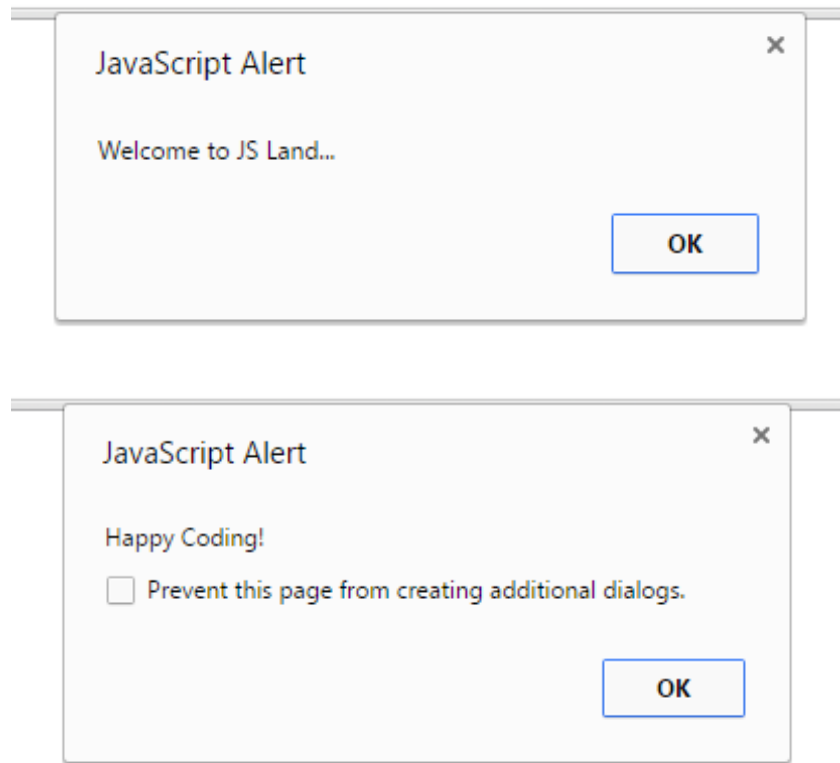 JavaScript Alert
Welcome to JS Land...
OK
JavaScript Alert
Happy Coding!
Prevent this page from creating additional dialogs.
OK